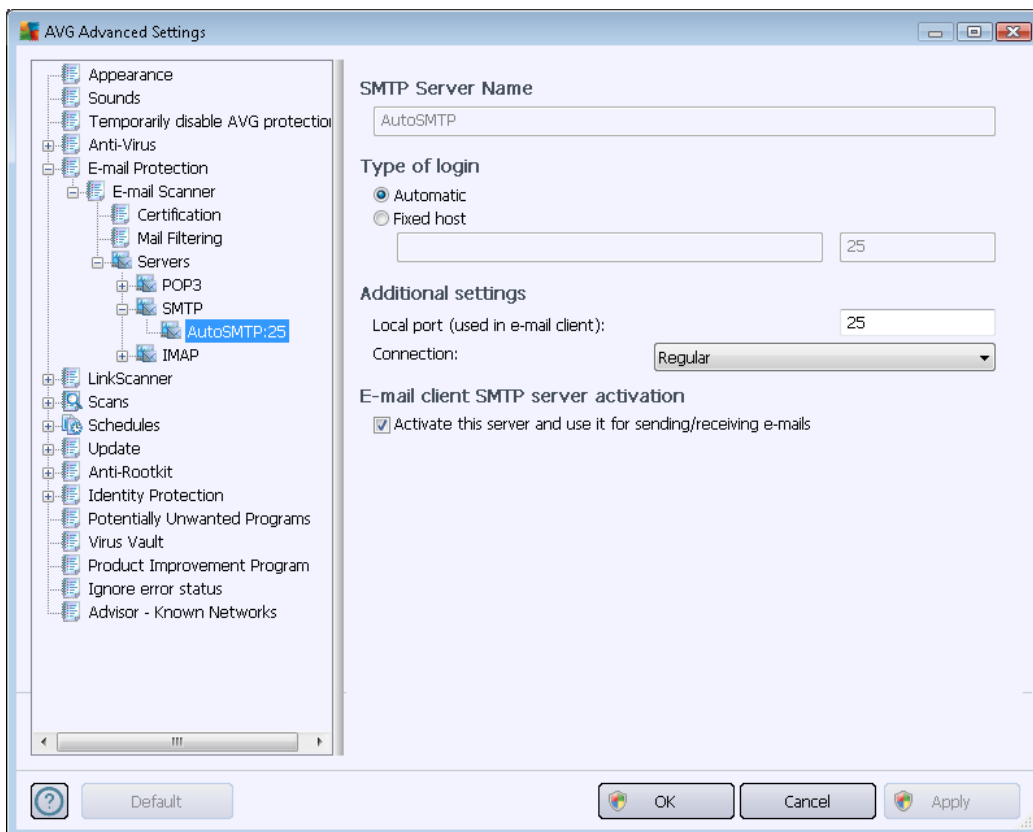 AVG Advanced Settings
Appearance
Sounds
Temporarily disable AVG protection
Anti-Virus
E-mail Protection
E-mail Scanner
Certification
Mail Filtering
Servers
POP3
SMTP
AutoSMTP:25
IMAP
LinkScanner
Scans
Schedules
Update
Anti-Rootkit
Identity Protection
Potentially Unwanted Programs
Virus Vault
Product Improvement Program
Ignore error status
Advisor - Known Networks
SMTP Server Name
AutoSMTP
Type of login
Automatic
Fixed host
25
Additional settings
Local port (used in e-mail client): 25
Connection: Regular
E-mail client SMTP server activation
Activate this server and use it for sending/receiving e-mails
? Default OK Cancel Apply